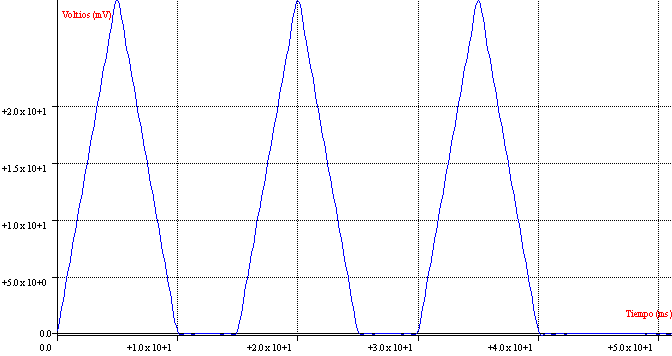 Voltios (mV)
+2.0 x 10+1
+1.5 x 10+1
+1.0 x 10+1
+5.0 x 10+0
Tiempo (ms)
0.0
0.0 +1.0 x 10+1 +2.0 x 10+1 +3.0 x 10+1 +4.0 x 10+1 +5.0 x 10+1